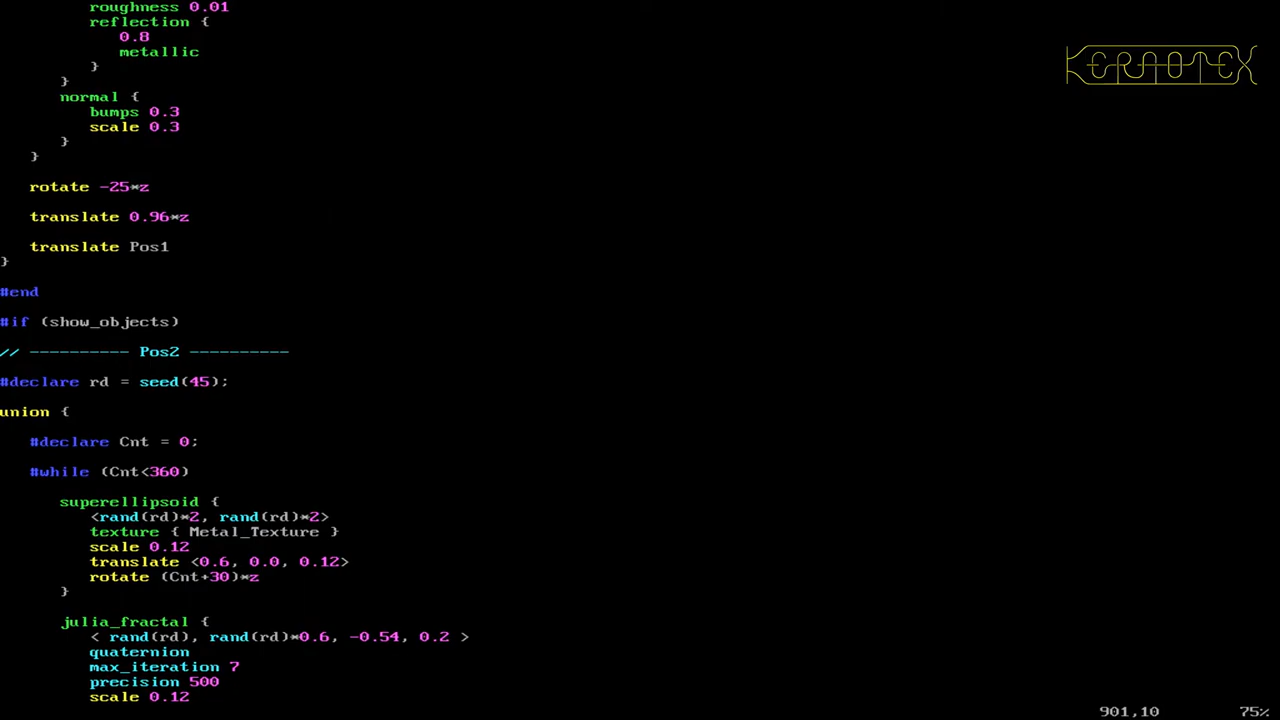 roughness 0.01
reflection {
0.8
metallic
}
}
normal {
bumps 0.3
scale 0.3
}
}
rotate -25*z
translate 0.96*z
translate Pos1
}
#end
#if (show_objects)
// ---------- Pos2 ----------
#declare rd = seed(45);
union {
#declare Cnt = 0;
#while (Cnt<360)
superellipsoid {
<rand(rd)*2, rand(rd)*2>
texture { Metal_Texture }
scale 0.12
translate <0.6, 0.0, 0.12>
rotate (Cnt+30)*z
}
julia_fractal {
< rand(rd), rand(rd)*0.6, -0.54, 0.2 >
quaternion
max_iteration 7
precision 500
scale 0.12
901,10 75%
KERAOTEX